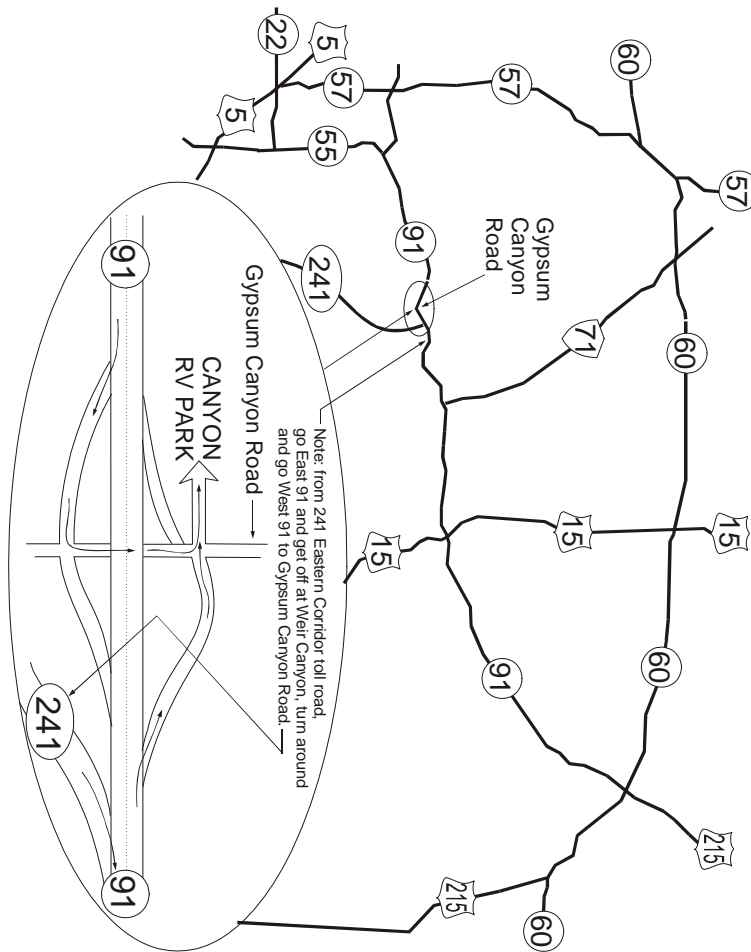 57
15
215
60
60
60
71
15
60
57
91
Gypsum
Canyon
Road
215
91
15
57
5
55
241
22
5
Note: from 241 Eastern Corridor toll road,
go East 91 and get off at Weir Canyon, turn around
and go West 91 to Gypsum Canyon Road.
Gypsum Canyon Road
CANYON
RV PARK
91
91
241